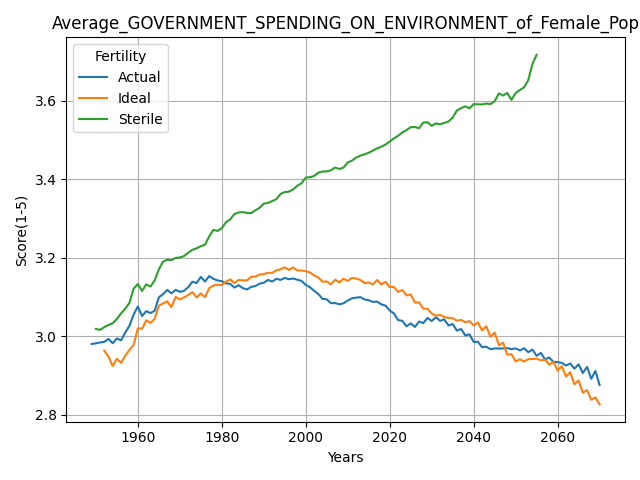 Average_GOVERNMENT_SPENDING_ON_ENVIRONMENT_of_Female_Pop
Fertility
Actual
Ideal
Sterile
Score(1-5)
3.6
3.4
3.2
3.0
2.8
1960 1980 2000 2020 2040 2060
Years